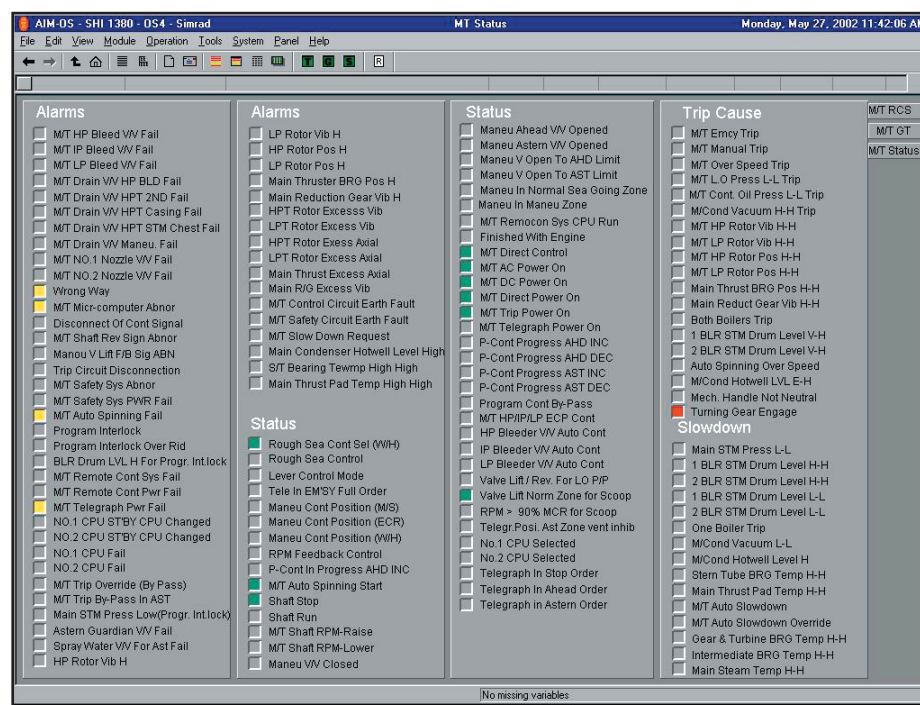 AIM-OS - SHI 1380 - OS4 - Simrad MT Status Monday, May 27, 2002 11:42:06 AM
File Edit View Module Operation Tools System Panel Help
T G S R
Alarms
M/T HP Bleed V/V Fail
M/T IP Bleed V/V Fail
M/T LP Bleed V/V Fail
M/T Drain V/V HP BLD Fail
M/T Drain V/V HPT 2ND Fail
M/T Drain V/V HPT Casing Fail
M/T Drain V/V HPT STM Chest Fail
M/T Drain V/V Maneu. Fail
M/T NO.1 Nozzle V/V Fail
M/T NO.2 Nozzle V/V Fail
Wrong Way
M/T Micr-computer Abnor
Disconnect Of Cont Signal
M/T Shaft Rev Sign Abnor
Manou V Lift F/B Sig ABN
Trip Circuit Disconnection
M/T Safety Sys Abnor
M/T Safety Sys PWR Fail
M/T Auto Spinning Fail
Program Interlock
Program Interlock Over Rid
BLR Drum LVL H For Progr. Int.lock
M/T Remote Cont Sys Fail
M/T Remote Cont Pwr Fail
M/T Telegraph Pwr Fail
NO.1 CPU ST'BY CPU Changed
NO.2 CPU ST'BY CPU Changed
NO.1 CPU Fail
NO.2 CPU Fail
M/T Trip Override (By Pass)
M/T Trip By-Pass In AST
Main STM Press Low(Progr. Int.lock)
Astern Guardian V/V Fail
Spray Water V/V For Ast Fail
HP Rotor Vib H
Alarms
LP Rotor Vib H
HP Rotor Pos H
LP Rotor Pos H
Main Thruster BRG Pos H
Main Reduction Gear Vib H
HPT Rotor Excesss Vib
LPT Rotor Excess Vib
HPT Rotor Exess Axial
LPT Rotor Excess Axial
Main Thrust Excess Axial
Main R/G Excess Vib
M/T Control Circuit Earth Fault
M/T Safety Circuit Earth Fault
M/T Slow Down Request
Main Condenser Hotwell Level High
S/T Bearing Tewmp High High
Main Thrust Pad Temp High High
Status
Rough Sea Cont Sel (W/H)
Rough Sea Control
Lever Control Mode
Tele In EM'SY Full Order
Maneu Cont Position (M/S)
Maneu Cont Position (ECR)
Maneu Cont Position (W/H)
RPM Feedback Control
P-Cont In Progress AHD INC
M/T Auto Spinning Start
Shaft Stop
Shaft Run
M/T Shaft RPM-Raise
M/T Shaft RPM-Lower
Maneu V/V Closed
Status
Maneu Ahead V/V Opened
Maneu Astern V/V Opened
Maneu V Open To AHD Limit
Maneu V Open To AST Limit
Maneu In Normal Sea Going Zone
Maneu In Maneu Zone
M/T Remocon Sys CPU Run
Finished With Engine
M/T Direct Control
M/T AC Power On
M/T DC Power On
M/T Direct Power On
M/T Trip Power On
M/T Telegraph Power On
P-Cont Progress AHD INC
P-Cont Progress AHD DEC
P-Cont Progress AST INC
P-Cont Progress AST DEC
Program Cont By-Pass
M/T HP/IP/LP ECP Cont
HP Bleeder V/V Auto Cont
IP Bleeder V/V Auto Cont
LP Bleeder V/V Auto Cont
Valve Lift / Rev. For LO P/P
Valve Lift Norm Zone for Scoop
RPM > 90% MCR for Scoop
Telegr.Posi. Ast Zone vent inhib
No.1 CPU Selected
No.2 CPU Selected
Telegraph In Stop Order
Telegraph in Ahead Order
Telegraph in Astern Order
Trip Cause
M/T Emcy Trip
M/T Manual Trip
M/T Over Speed Trip
M/T L.O Press L-L Trip
M/T Cont. Oil Press L-L Trip
M/Cond Vacuum H-H Trip
M/T HP Rotor Vib H-H
M/T LP Rotor Vib H-H
M/T HP Rotor Pos H-H
M/T LP Rotor Pos H-H
Main Thrust BRG Pos H-H
Main Reduct Gear Vib H-H
Both Boilers Trip
1 BLR STM Drum Level V-H
2 BLR STM Drum Level V-H
Auto Spinning Over Speed
M/Cond Hotwell LVL E-H
Mech. Handle Not Neutral
Turning Gear Engage
Slowdown
Main STM Press L-L
1 BLR STM Drum Level H-H
2 BLR STM Drum Level H-H
1 BLR STM Drum Level L-L
2 BLR STM Drum Level L-L
One Boiler Trip
M/Cond Vacuum L-L
M/Cond Hotwell Level H
Stern Tube BRG Temp H-H
Main Thrust Pad Temp H-H
M/T Auto Slowdown
M/T Auto Slowdown Override
Gear & Turbine BRG Temp H-H
Intermediate BRG Temp H-H
Main Steam Temp H-H
M/T RCS
M/T GT
M/T Status
No missing variables